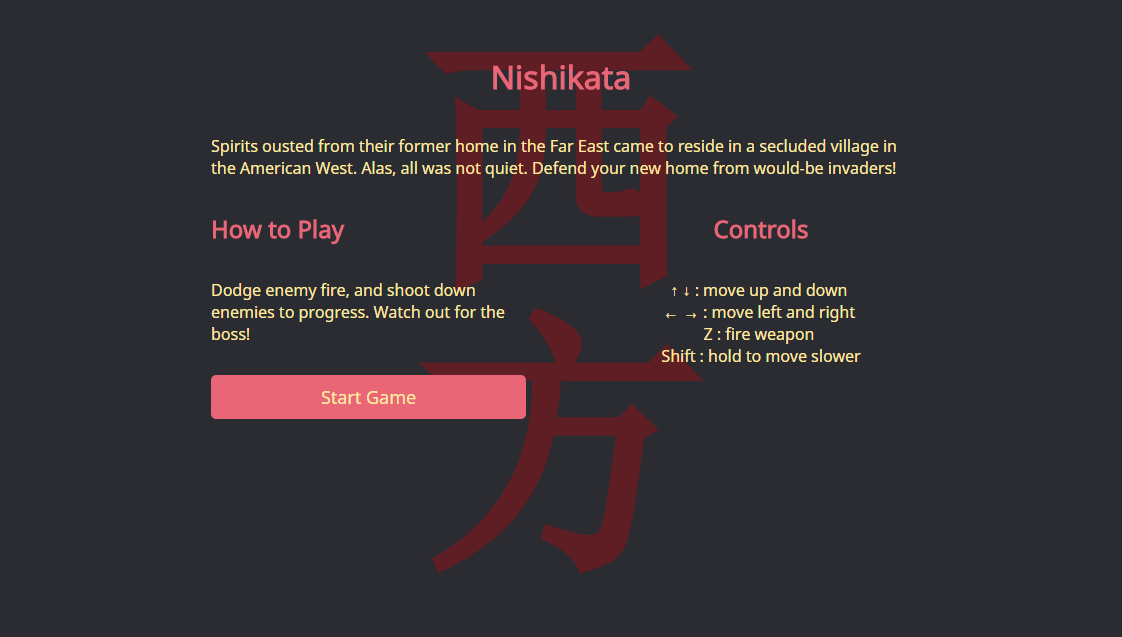 西方
Nishikata
Spirits ousted from their former home in the Far East came to reside in a secluded village in
the American West. Alas, all was not quiet. Defend your new home from would-be invaders!
How to Play
Dodge enemy fire, and shoot down
enemies to progress. Watch out for the
boss!
Start Game
Controls
↑ ↓ : move up and down
← → : move left and right
Z : fire weapon
Shift : hold to move slower